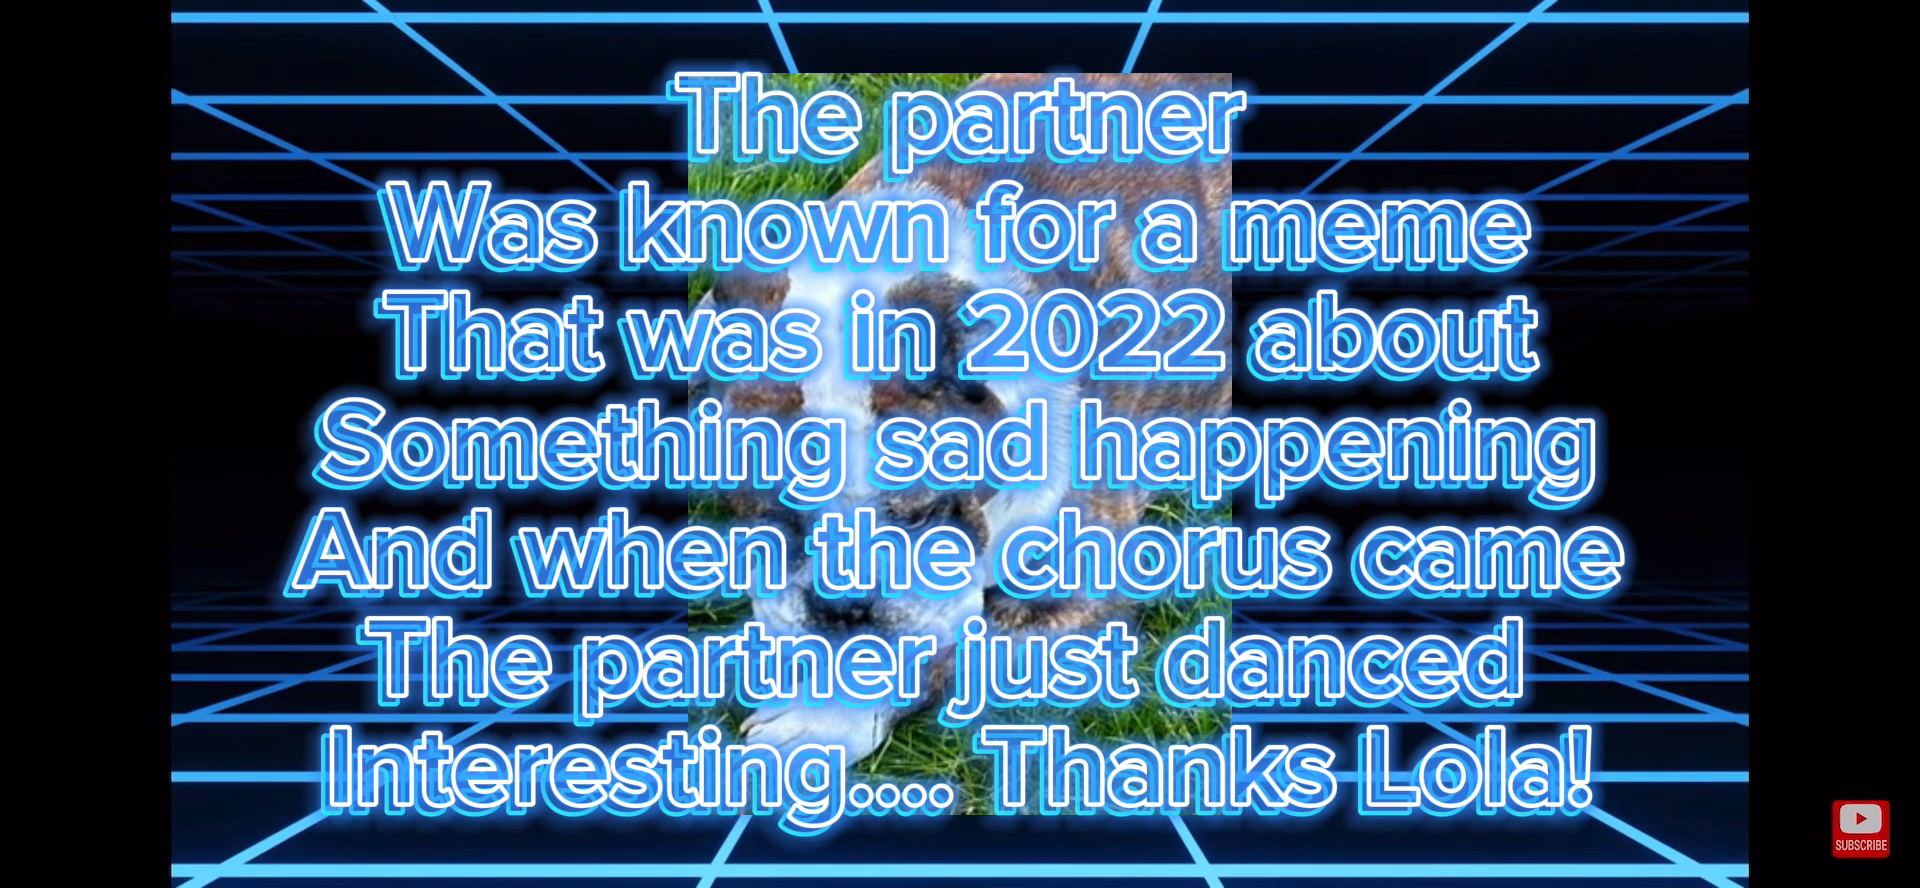 The partner
Was known for a meme
That was in 2022 about
Something sad happening
And when the chorus came
The partner just danced
Interesting.... Thanks Lola!
SUBSCRIBE